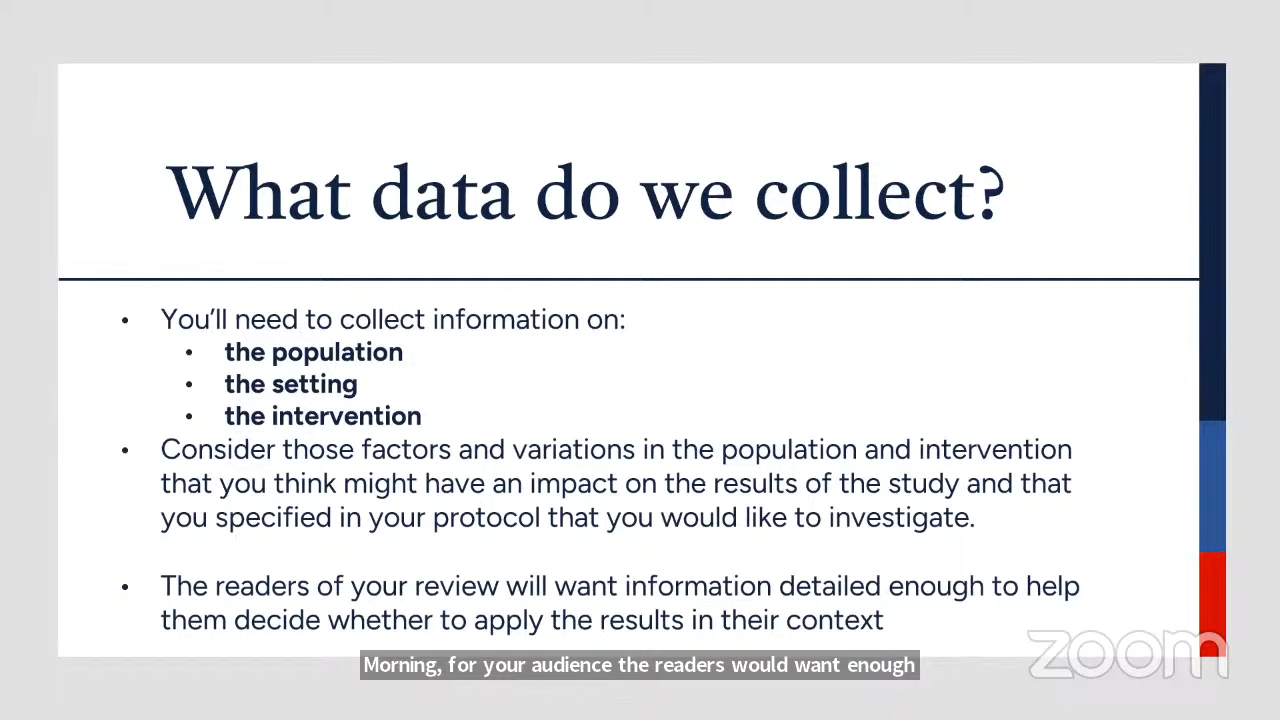 What data do we collect?
• You’ll need to collect information on:
• the population
• the setting
• the intervention
• Consider those factors and variations in the population and intervention
that you think might have an impact on the results of the study and that
you specified in your protocol that you would like to investigate.
• The readers of your review will want information detailed enough to help
them decide whether to apply the results in their context
zoom
Morning, for your audience the readers would want enough